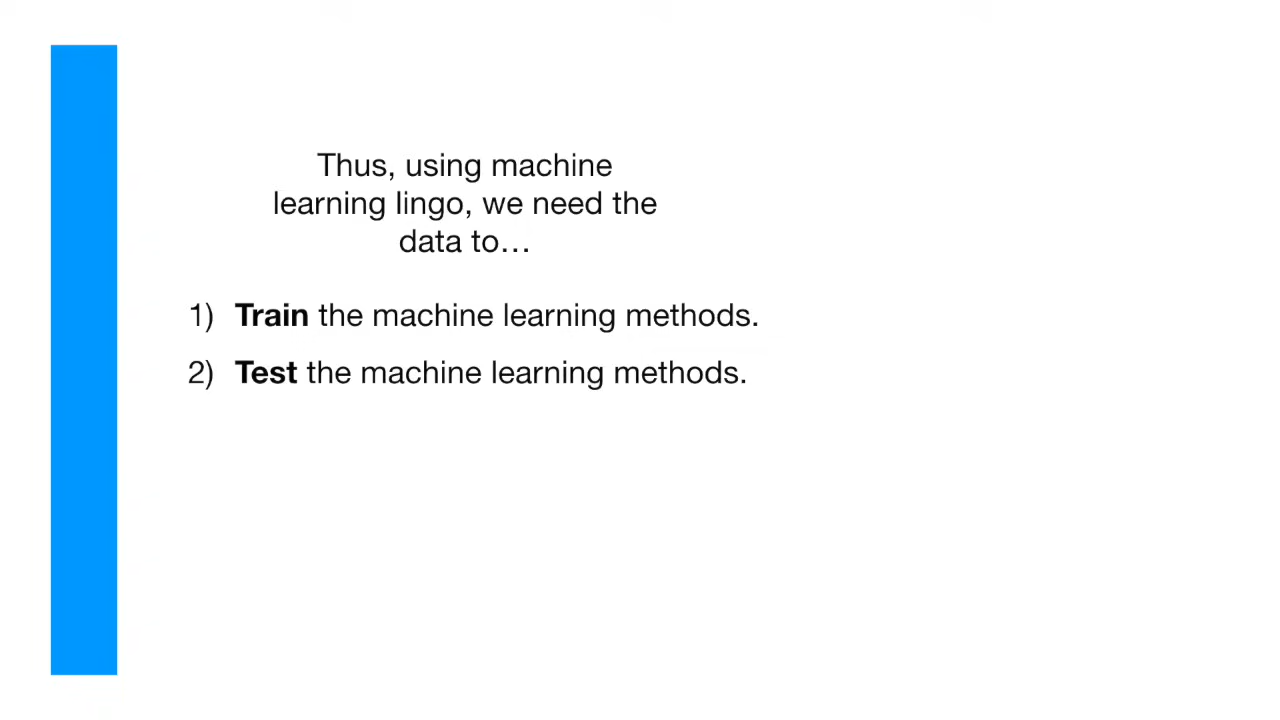 Thus, using machine
learning lingo, we need the
data to…
1) Train the machine learning methods.
2) Test the machine learning methods.